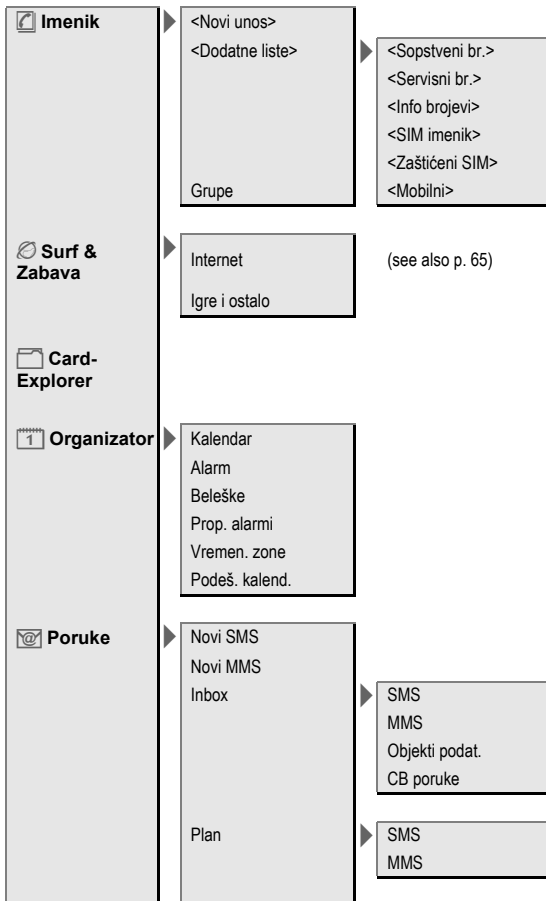 Imenik
<Novi unos>
<Dodatne liste>
<Sopstveni br.>
<Servisni br.>
<Info brojevi>
<SIM imenik>
<Zaštićeni SIM>
<Mobilni>
Grupe
Surf &
Zabava
Internet
(see also p. 65)
Igre i ostalo
Card-
Explorer
1 Organizator
Kalendar
Alarm
Beleške
Prop. alarmi
Vremen. zone
Podeš. kalend.
@ Poruke
Novi SMS
Novi MMS
Inbox
SMS
MMS
Objekti podat.
CB poruke
Plan
SMS
MMS